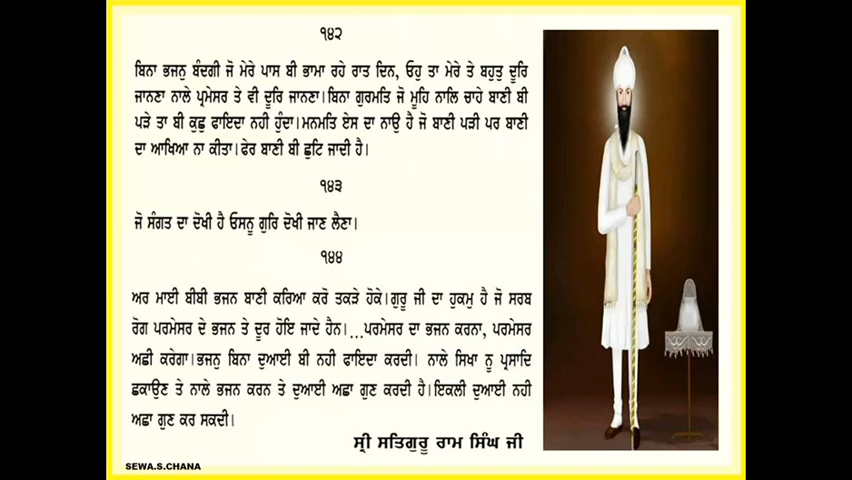 ੧੪੨
ਬਿਨਾ ਭਜਨੁ ਬੰਦਗੀ ਜੋ ਮੇਰੇ ਪਾਸ ਬੀ ਭਾਮਾ ਰਹੇ ਰਾਤ ਦਿਨ, ਓਹੁ ਤਾ ਮੇਰੇ ਤੇ ਬਹੁਤੁ ਦੂਰਿ
ਜਾਨਣਾ ਨਾਲੇ ਪ੍ਰਮੇਸਰ ਤੇ ਵੀ ਦੂਰਿ ਜਾਨਣਾ।ਬਿਨਾ ਗੁਰਮਤਿ ਜੋ ਮੂਹਿ ਨਾਲਿ ਚਾਹੇ ਬਾਣੀ ਬੀ
ਪੜੇ ਤਾ ਬੀ ਕੁਛੁ ਫਾਇਦਾ ਨਹੀ ਹੁੰਦਾ।ਮਨਮਤਿ ਏਸ ਦਾ ਨਾਉ ਹੈ ਜੋ ਬਾਣੀ ਪੜੀ ਪਰ ਬਾਣੀ
ਦਾ ਆਖਿਆ ਨਾ ਕੀਤਾ।ਫੇਰ ਬਾਣੀ ਬੀ ਛੁਟਿ ਜਾਦੀ ਹੈ।
੧੪੩
ਜੋ ਸੰਗਤ ਦਾ ਦੋਖੀ ਹੈ ਓਸਨੂ ਗੁਰਿ ਦੋਖੀ ਜਾਣ ਲੈਣਾ।
੧੪੪
ਅਰ ਮਾਈ ਬੀਬੀ ਭਜਨ ਬਾਣੀ ਕਰਿਆ ਕਰੋ ਤਕੜੇ ਹੋਕੇ।ਗੁਰੂ ਜੀ ਦਾ ਹੁਕਮੁ ਹੈ ਜੋ ਸਰਬ
ਰੋਗ ਪਰਮੇਸਰ ਦੇ ਭਜਨ ਤੇ ਦੂਰ ਹੋਇ ਜਾਦੇ ਹੈਨ।...ਪਰਮੇਸਰ ਦਾ ਭਜਨ ਕਰਨਾ, ਪਰਮੇਸਰ
ਅਛੀ ਕਰੇਗਾ।ਭਜਨੁ ਬਿਨਾ ਦੁਆਈ ਬੀ ਨਹੀ ਫਾਇਦਾ ਕਰਦੀ। ਨਾਲੇ ਸਿਖਾ ਨੂ ਪ੍ਰਸਾਦਿ
ਛਕਾਉਣ ਤੇ ਨਾਲੇ ਭਜਨ ਕਰਨ ਤੇ ਦੁਆਈ ਅਛਾ ਗੁਣ ਕਰਦੀ ਹੈ।ਇਕਲੀ ਦੁਆਈ ਨਹੀ
ਅਛਾ ਗੁਣ ਕਰ ਸਕਦੀ।
ਸ੍ਰੀ ਸਤਿਗੁਰੂ ਰਾਮ ਸਿੰਘ ਜੀ
SEWA.S.CHANA